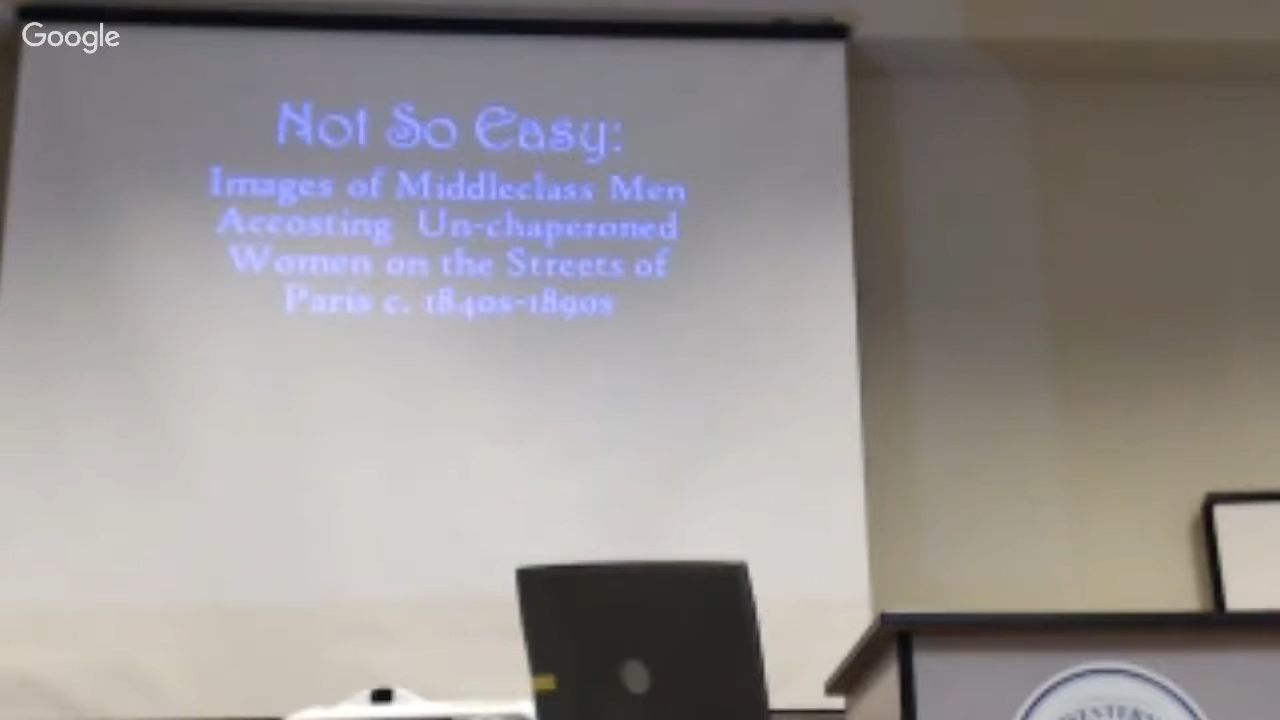 Google
Not So Easy:
Images of Middleclass Men
Accosting Un-chaperoned
Women on the Streets of
Paris c. 1840s-1890s